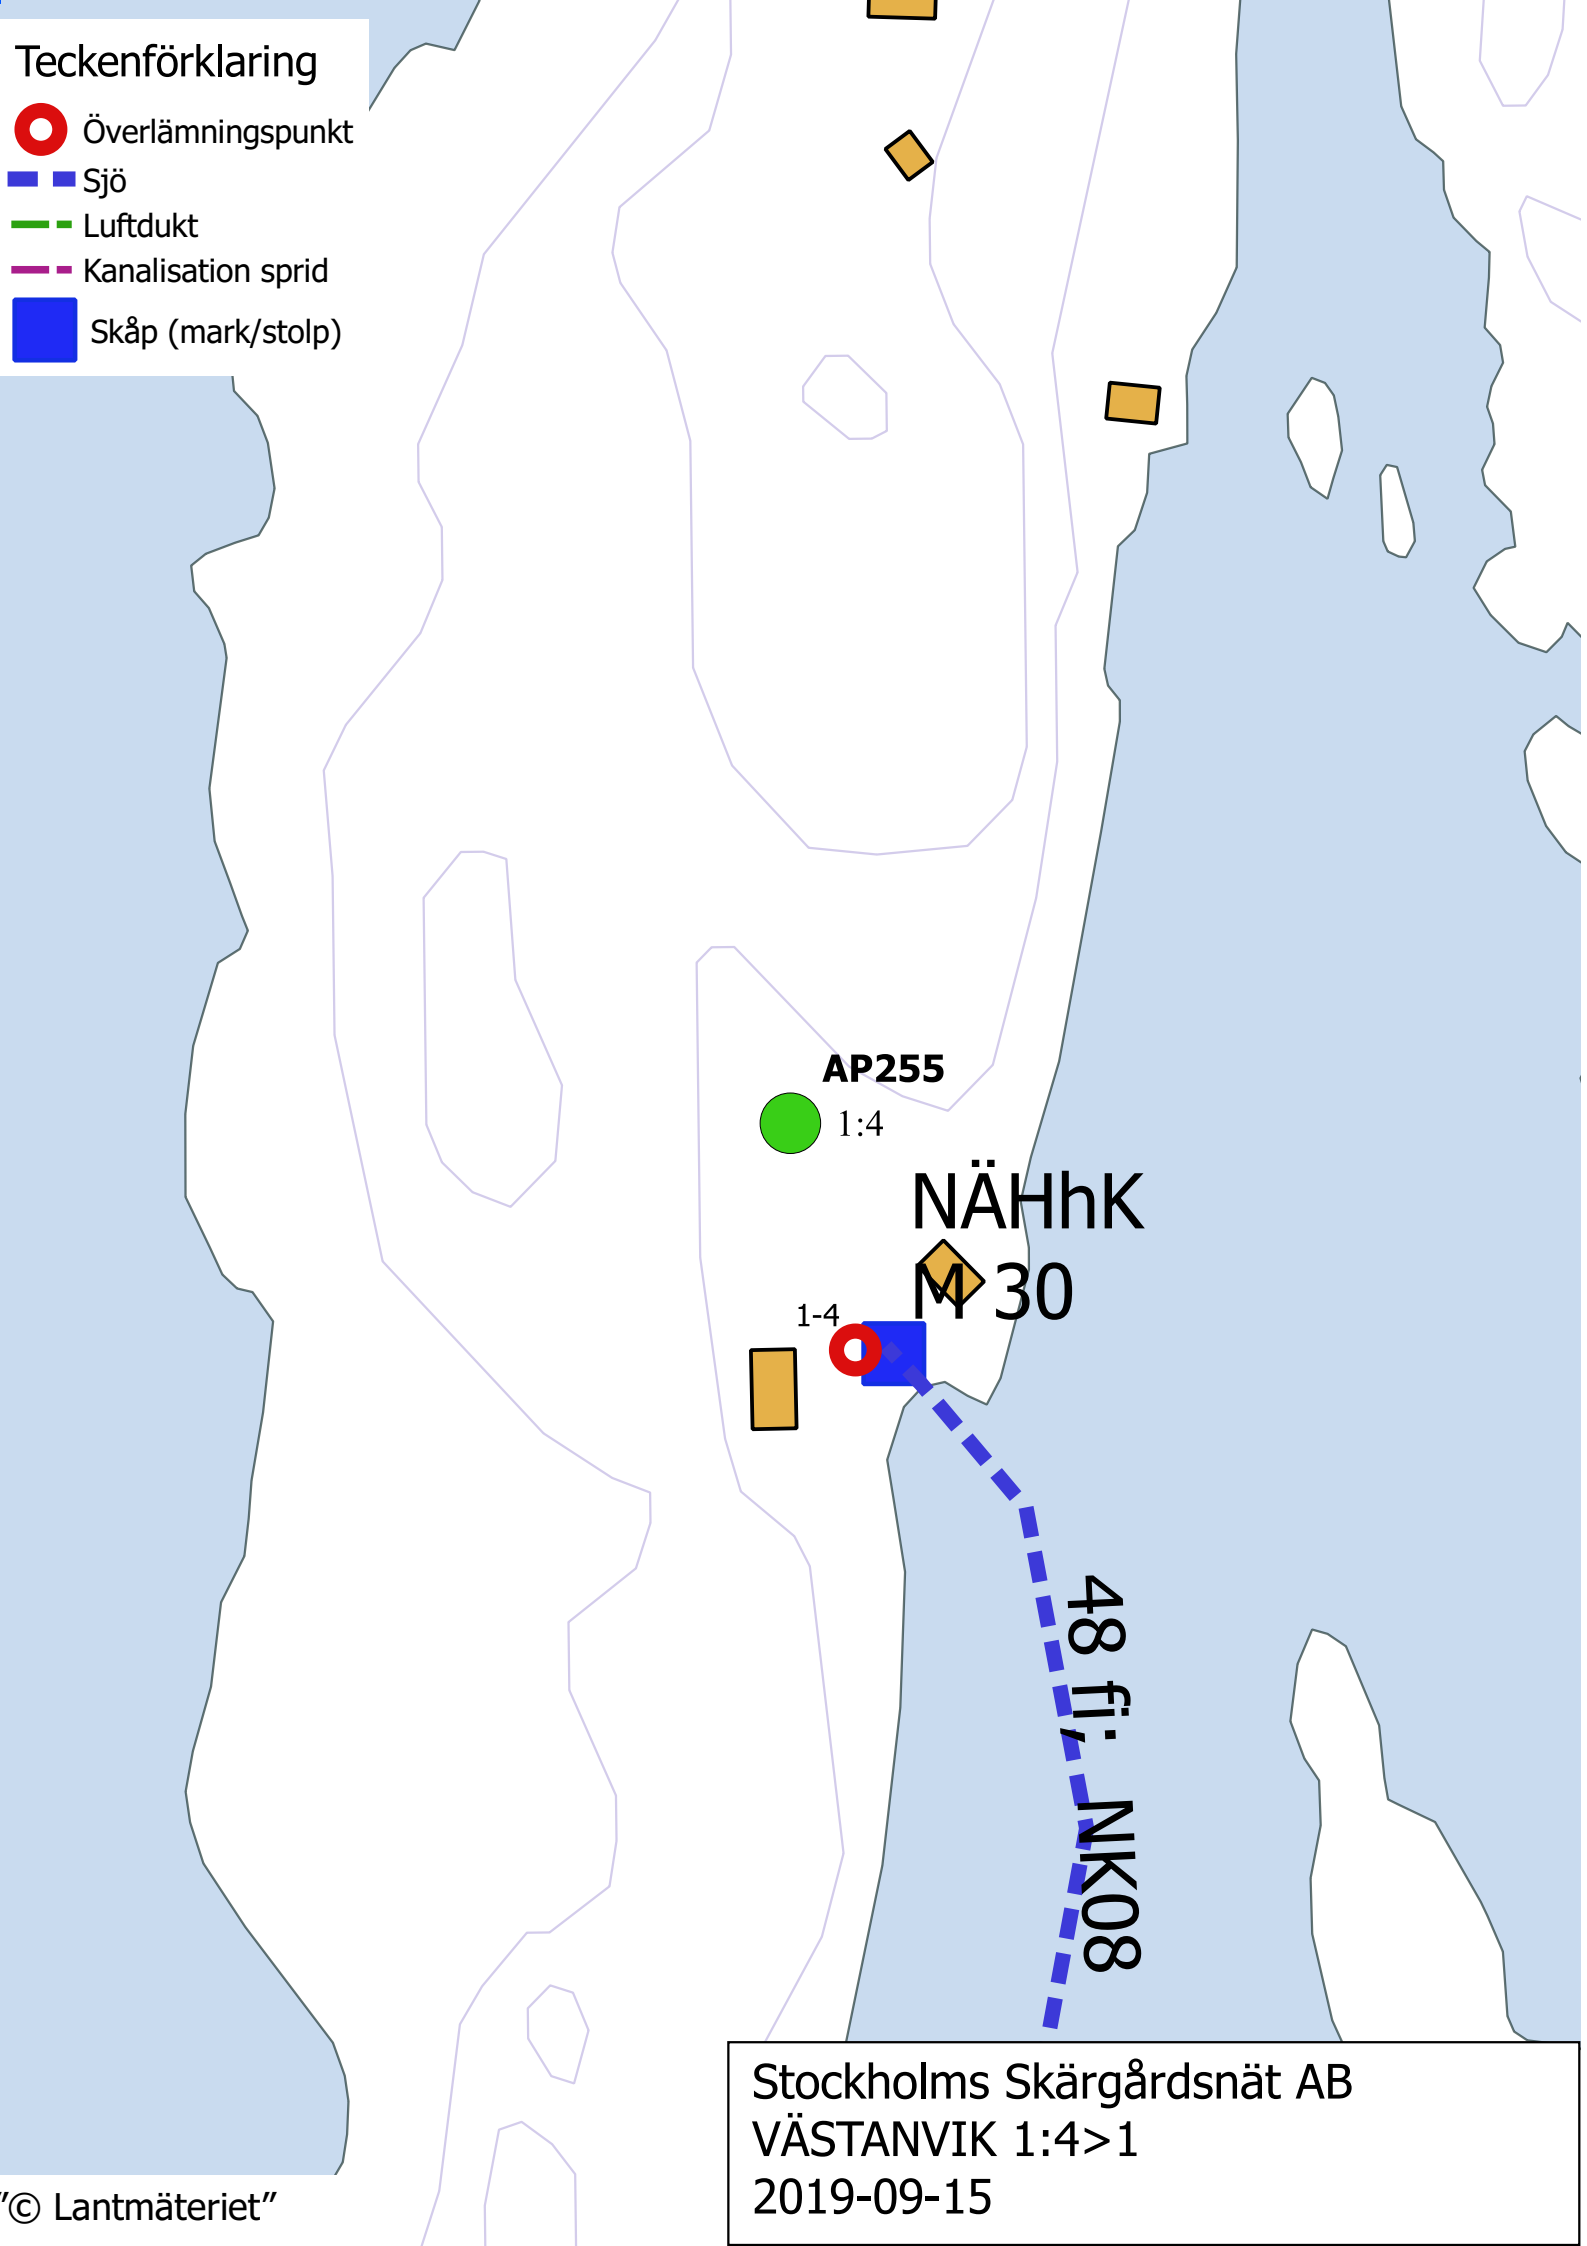 Teckenförklaring
Överlämningspunkt
Sjö
Luftdukt
Kanalisation sprid
Skåp (mark/stolp)
AP255
1:4
NÄHhK
M 30
1-4
48 fi; NK08
Stockholms Skärgårdsnät AB
VÄSTANVIK 1:4>1
2019-09-15
"© Lantmäteriet"